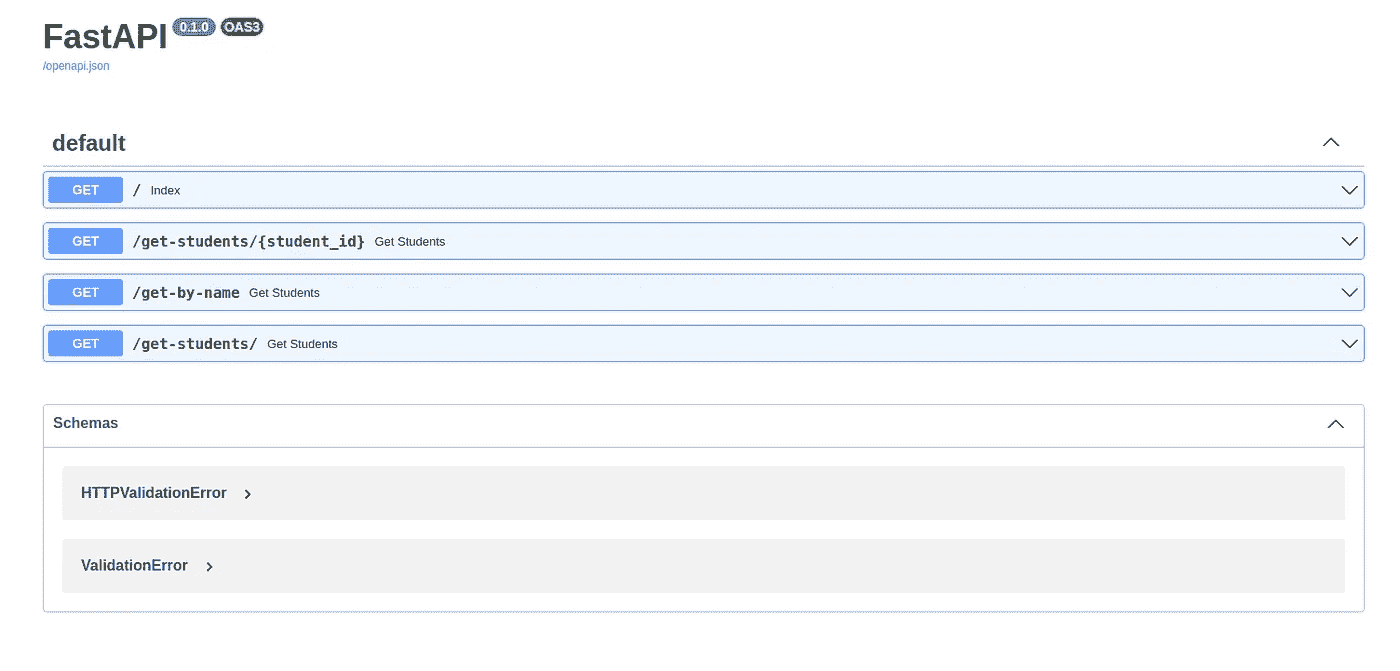 FastAPI 0.1.0 OAS3
/openapi.json
default
GET / Index
GET /get-students/{student_id} Get Students
GET /get-by-name Get Students
GET /get-students/ Get Students
Schemas
HTTPValidationError
ValidationError